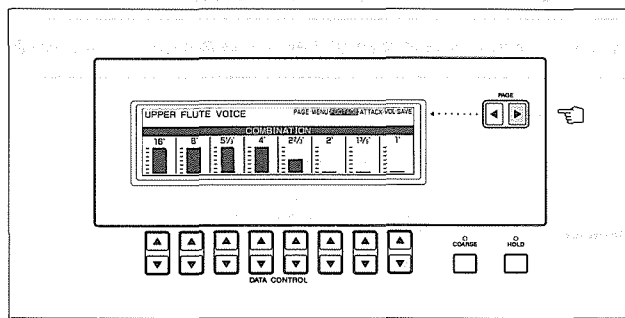 PAGE
UPPER FLUTE VOICE PAGE MENU FOOTAGE ATTACK VOL SAVE
COMBINATION
16' 8' 5⅓' 4' 2⅔' 2' 1⅗' 1'
COARSE HOLD
DATA CONTROL